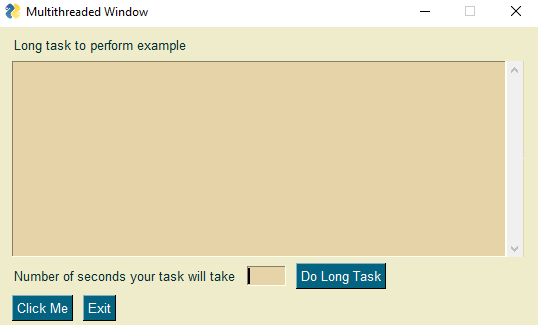 Multithreaded Window
Long task to perform example
Number of seconds your task will take Do Long Task
Click Me Exit